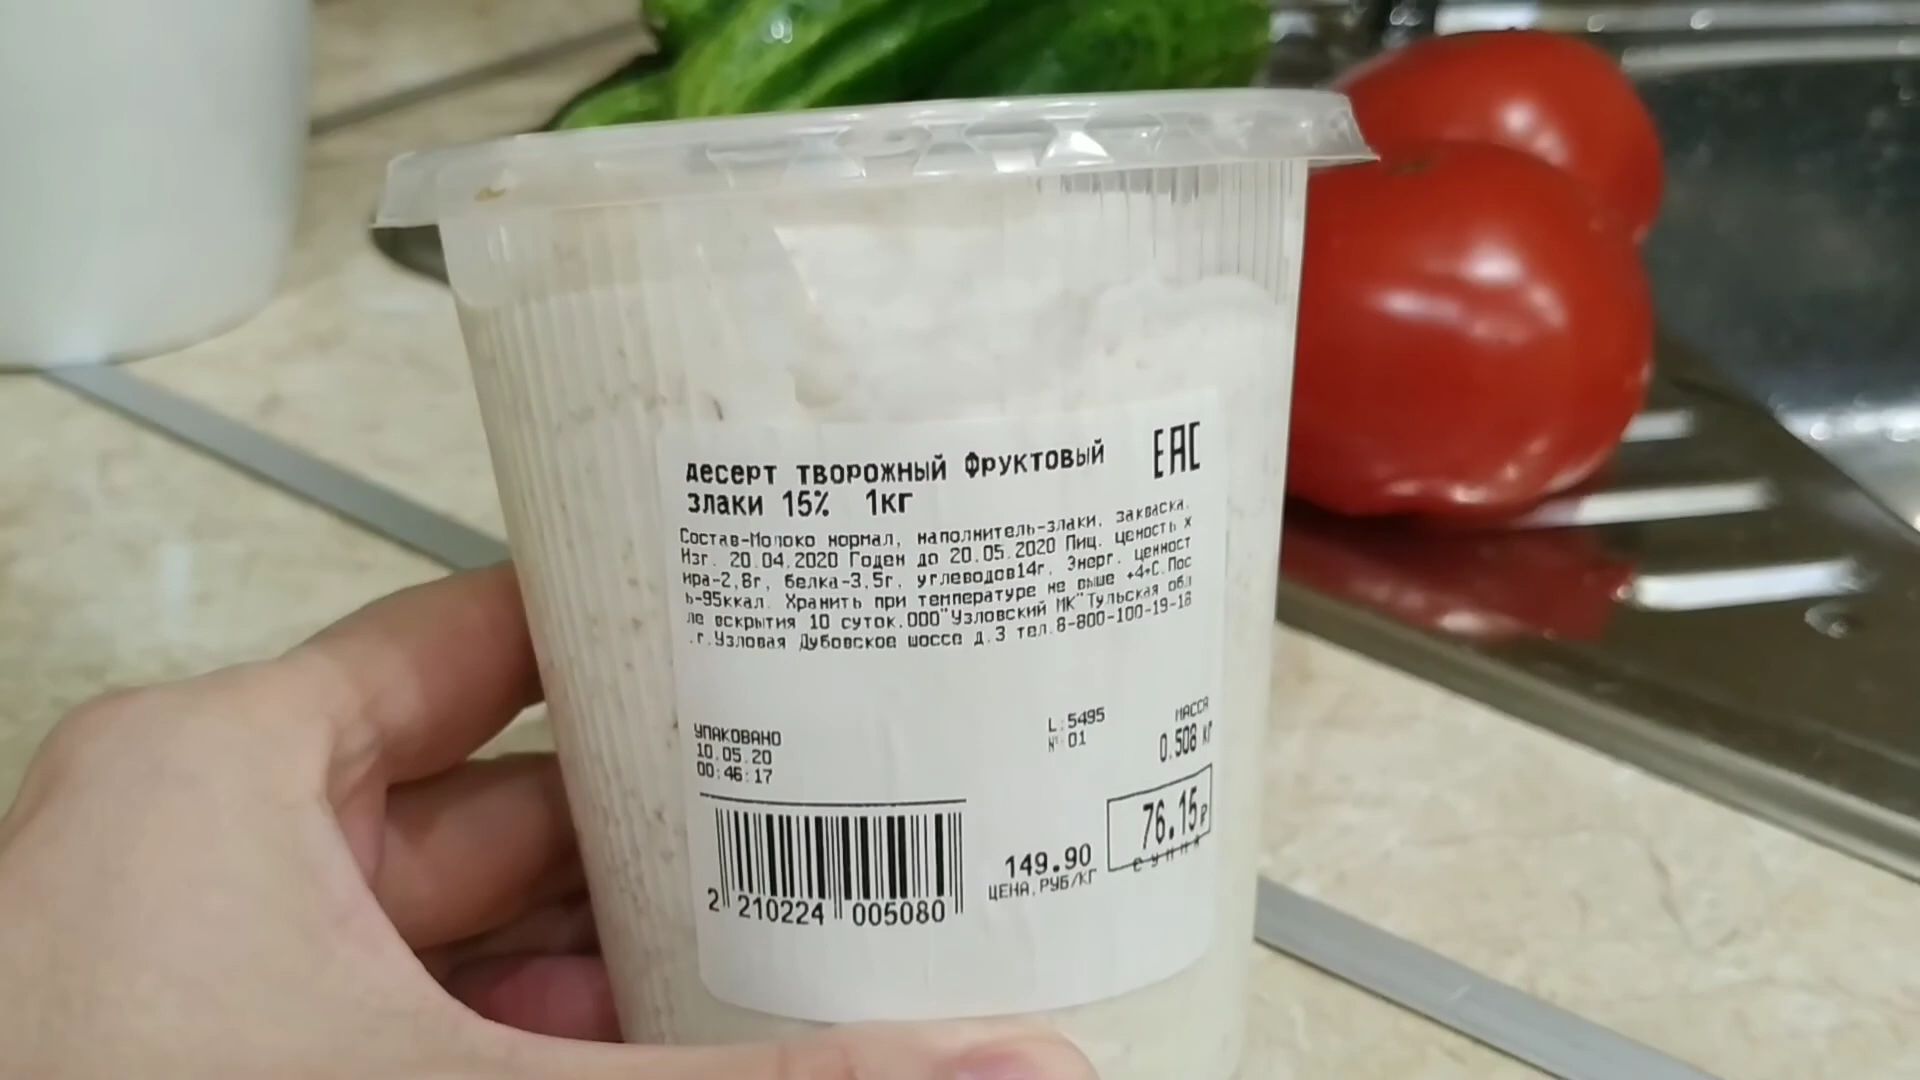 десерт творожный Фруктовый
злаки 15% 1кг
EAC
Состав-Молоко нормал, наполнитель-злаки, закваска.
Изг. 20.04.2020 Годен до 20.05.2020 Пищ. ценость х
ира-2,8г, белка-3,5г, углеводов14г. Энерг. ценност
ь-95ккал. Хранить при температуре не выше +4+С.Пос
ле вскрытия 10 суток.ООО"Узловский МК"Тульская обл
.г.Узловая Дубовское шоссе д.3 тел.8-800-100-19-18
УПАКОВАНО
10.05.20
00:46:17
L:5495
№ 01
МАССА
0.508 кг
76.15₽
СУММА
149.90
ЦЕНА,РУБ/КГ
2 210224 005080